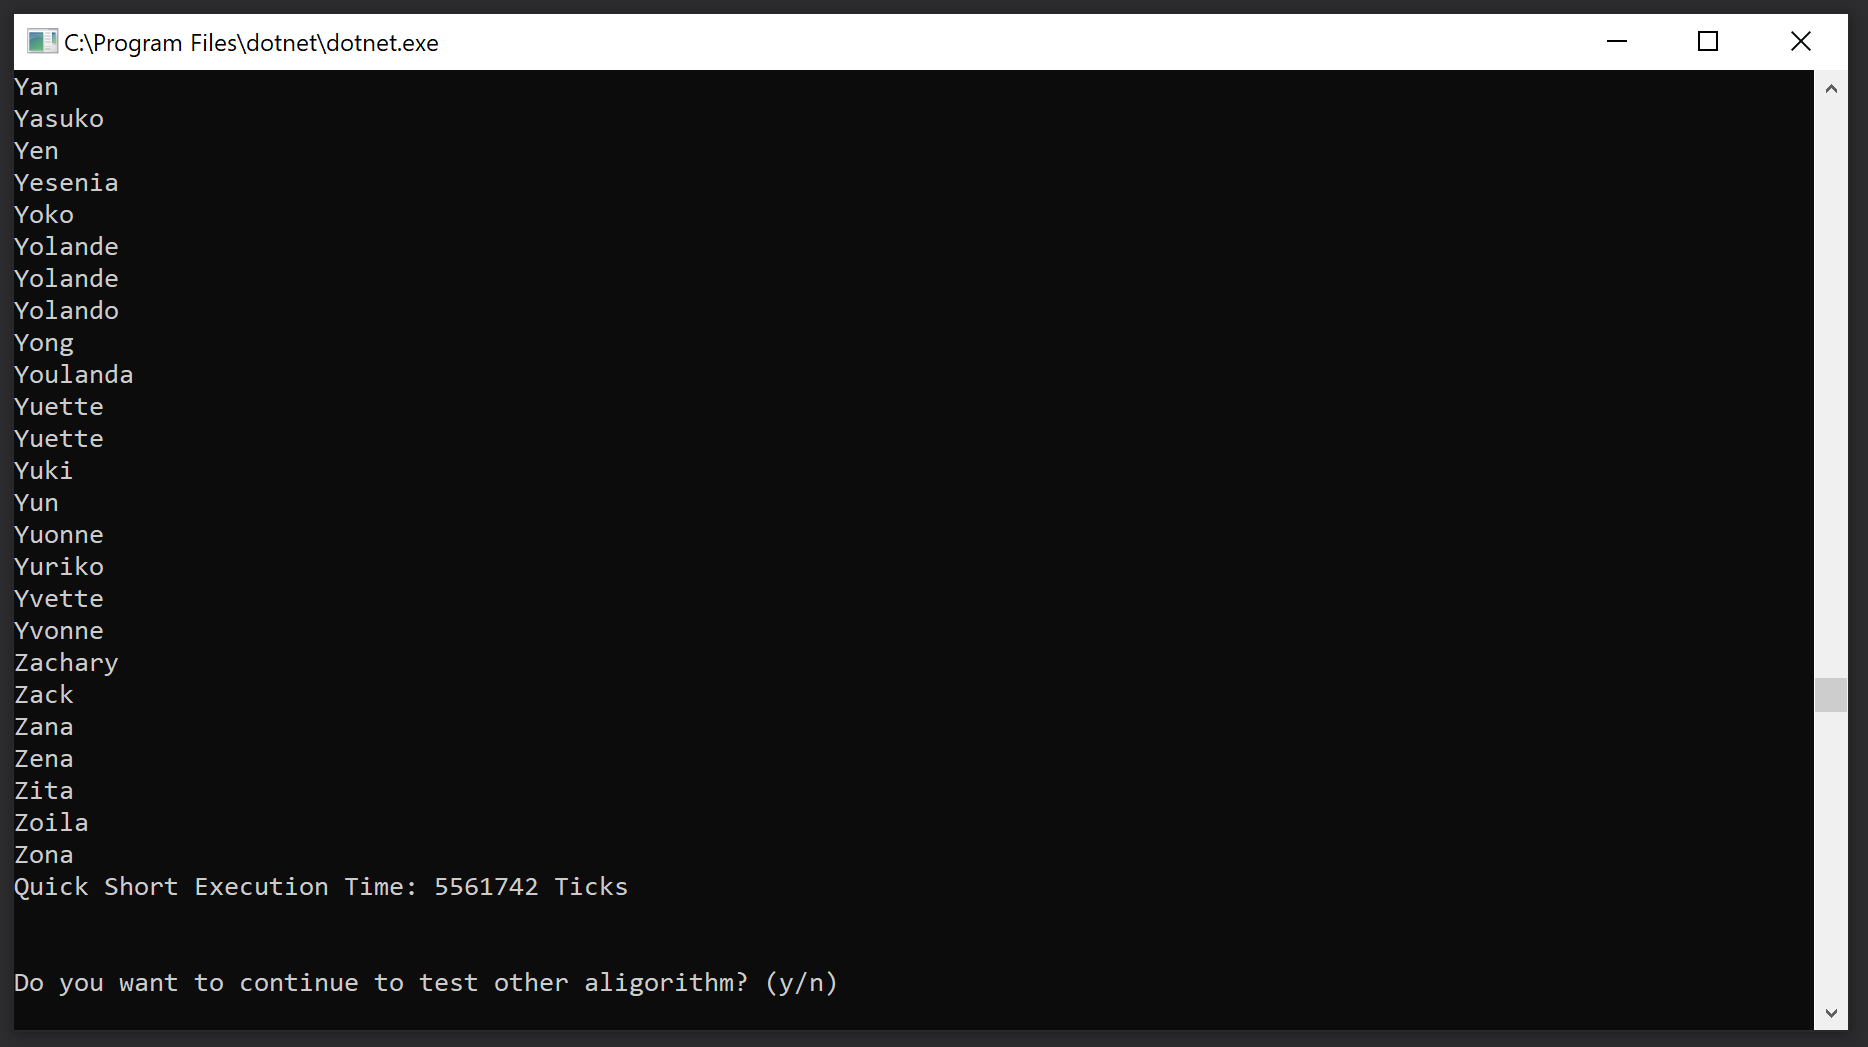 C:\Program Files\dotnet\dotnet.exe
Yan
Yasuko
Yen
Yesenia
Yoko
Yolande
Yolande
Yolando
Yong
Youlanda
Yuette
Yuette
Yuki
Yun
Yuonne
Yuriko
Yvette
Yvonne
Zachary
Zack
Zana
Zena
Zita
Zoila
Zona
Quick Short Execution Time: 5561742 Ticks
Do you want to continue to test other aligorithm? (y/n)